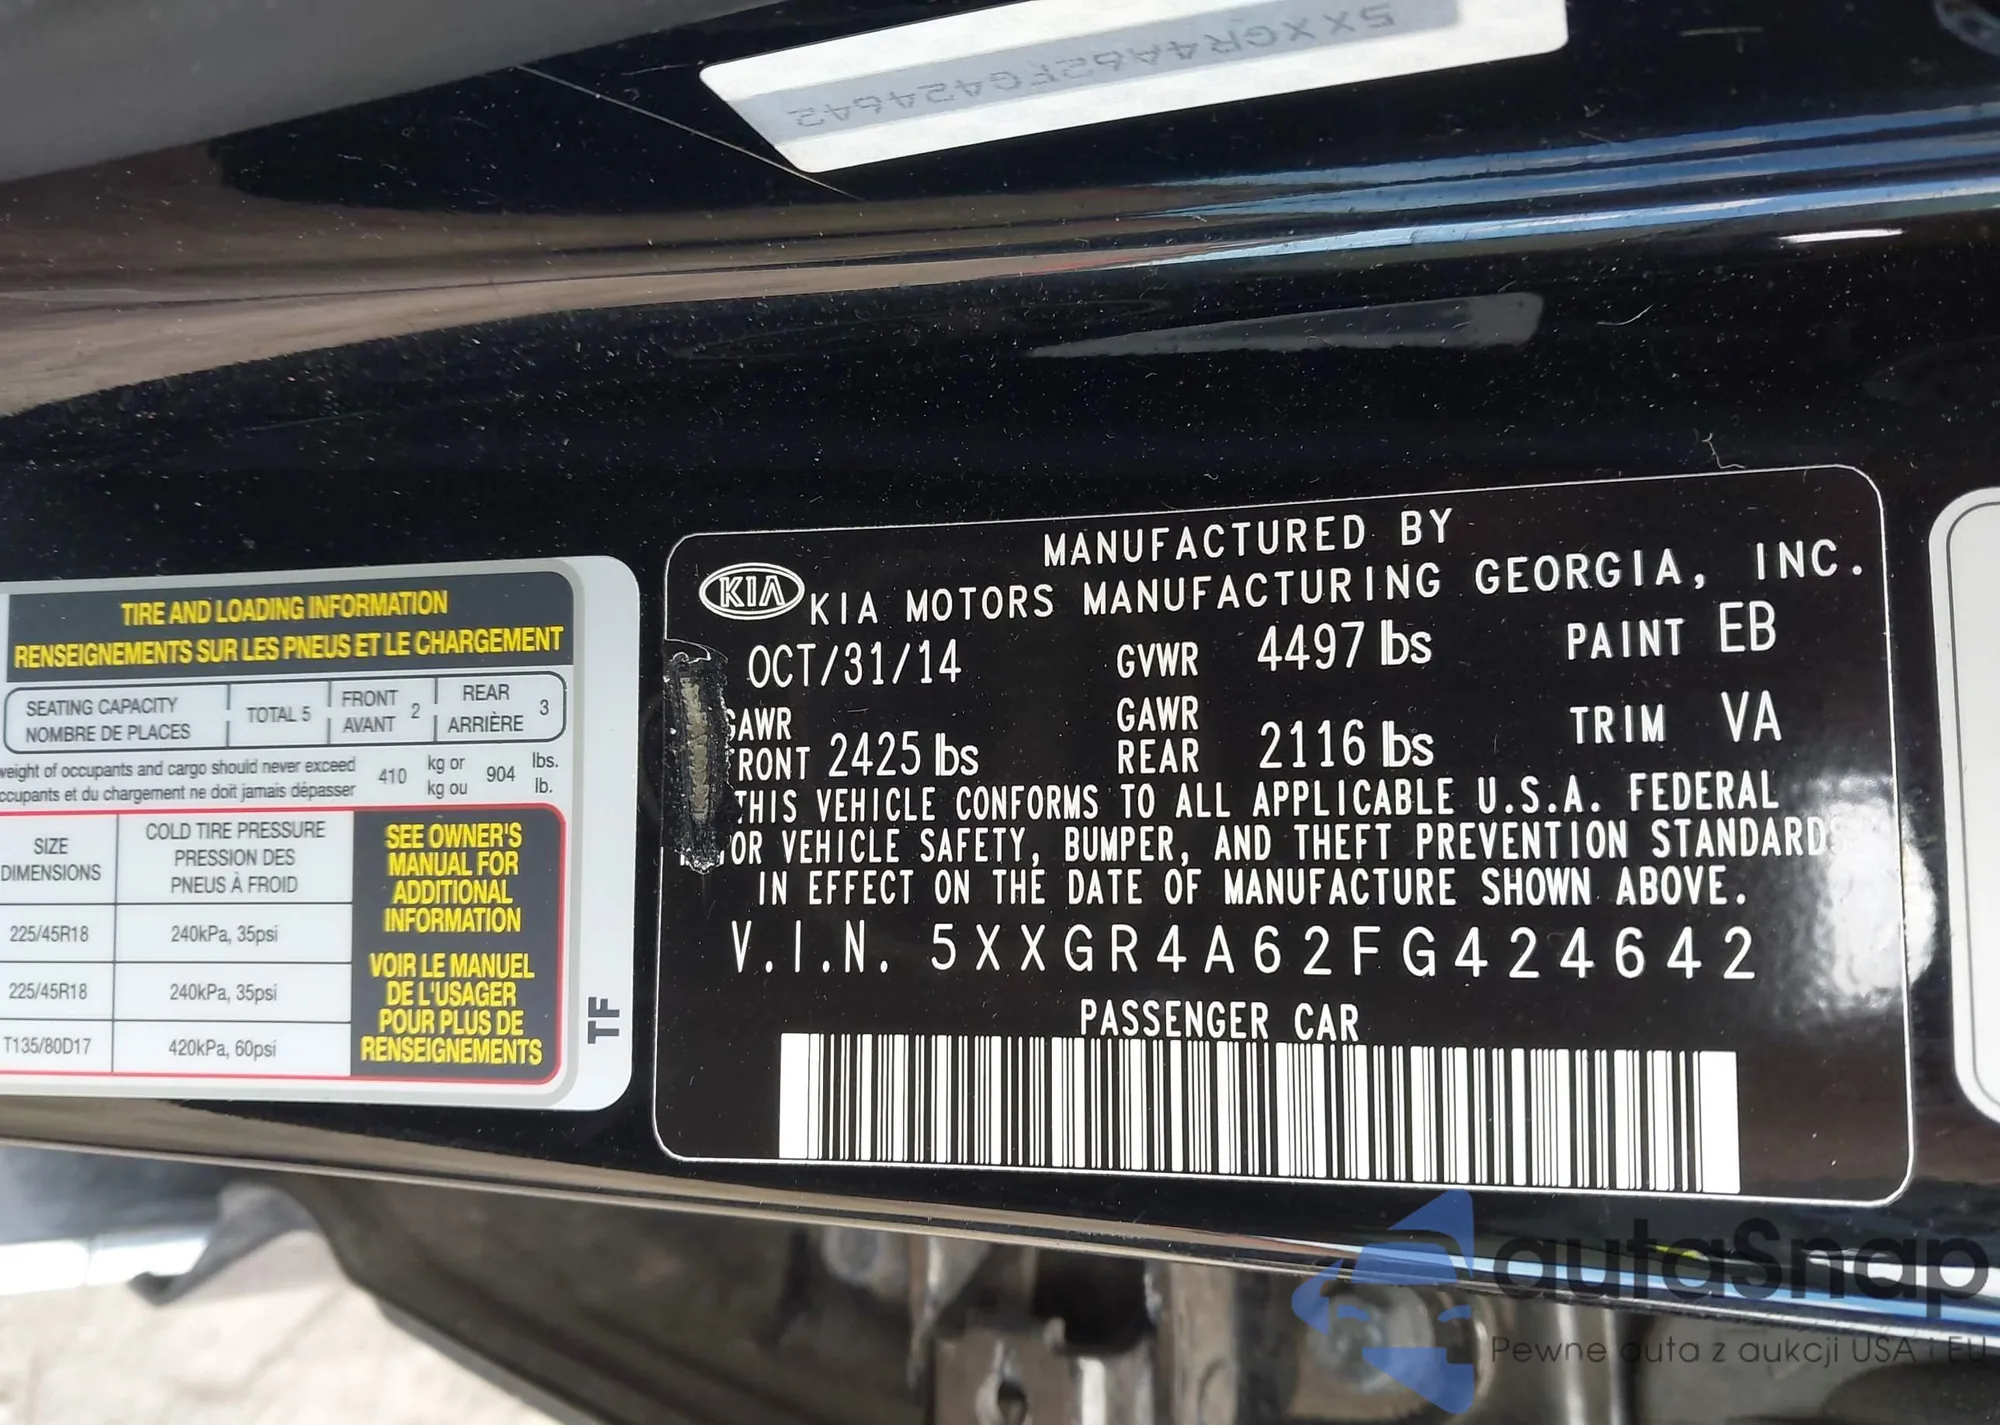 5XXGR4A62FG424642
TIRE AND LOADING INFORMATION
RENSEIGNEMENTS SUR LES PNEUS ET LE CHARGEMENT
SEATING CAPACITY
NOMBRE DE PLACES
TOTAL 5
FRONT
AVANT 2
REAR
ARRIÈRE 3
weight of occupants and cargo should never exceed
ccupants et du chargement ne doit jamais dépasser
410 kg or 904 lbs.
kg ou lb.
SIZE
DIMENSIONS
COLD TIRE PRESSURE
PRESSION DES
PNEUS À FROID
225/45R18 240kPa, 35psi
225/45R18 240kPa, 35psi
T135/80D17 420kPa, 60psi
SEE OWNER'S
MANUAL FOR
ADDITIONAL
INFORMATION
VOIR LE MANUEL
DE L'USAGER
POUR PLUS DE
RENSEIGNEMENTS
TF
MANUFACTURED BY
KIA KIA MOTORS MANUFACTURING GEORGIA, INC.
OCT/31/14 GVWR 4497 lbs PAINT EB
GAWR
FRONT 2425 lbs
GAWR
REAR 2116 lbs
TRIM VA
THIS VEHICLE CONFORMS TO ALL APPLICABLE U.S.A. FEDERAL
OR VEHICLE SAFETY, BUMPER, AND THEFT PREVENTION STANDARDS
IN EFFECT ON THE DATE OF MANUFACTURE SHOWN ABOVE.
V.I.N. 5XXGR4A62FG424642
PASSENGER CAR
autaSnap
Pewne auta z aukcji USA i EU